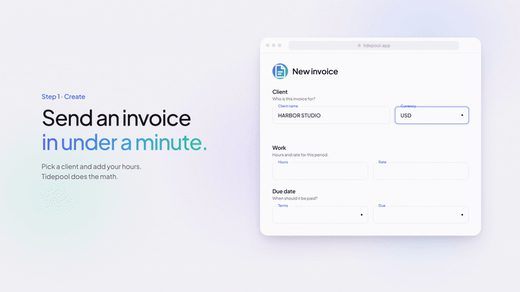 Step 1 · Create
Send an invoice
in under a minute.
Pick a client and add your hours.
Tidepool does the math.
tidepool.app
New invoice
Client
Who is this invoice for?
Client name
HARBOR STUDIO
Currency
USD
Work
Hours and rate for this period.
Hours
Rate
Due date
When should it be paid?
Terms
Due